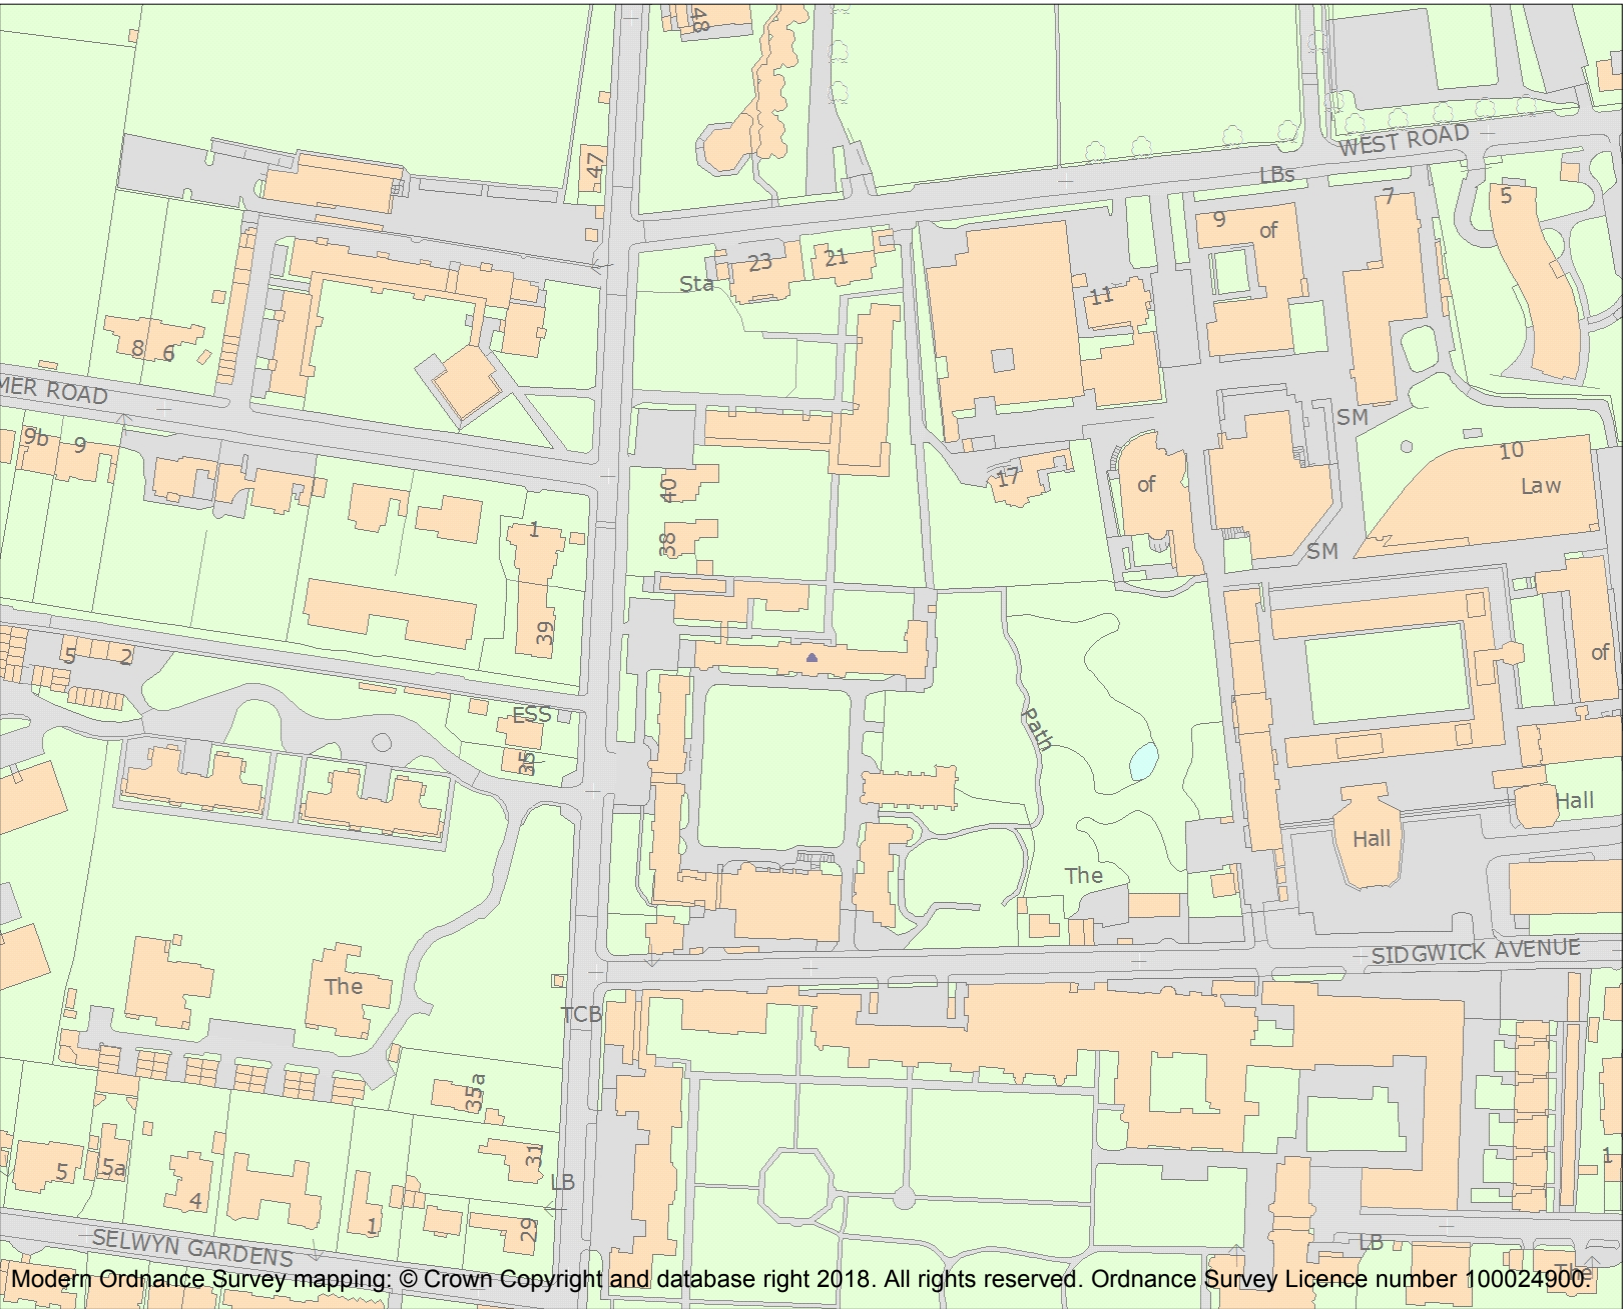 48
WEST ROAD
47
LBs
7
5
9
of
23
21
Sta
11
8
6
MER ROAD
SM
9b
9
10
17
40
of
Law
1
38
SM
39
of
5
2
ESS
Path
35
Hall
Hall
The
SIDGWICK AVENUE
The
TCB
35a
31
1
5
5a
LB
4
1
29
SELWYN GARDENS
LB
The
Modern Ordnance Survey mapping: © Crown Copyright and database right 2018. All rights reserved. Ordnance Survey Licence number 100024900.